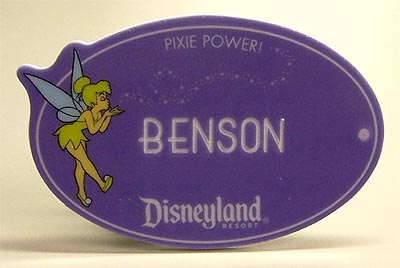 PIXIE POWER!
BENSON
Disneyland®
RESORT